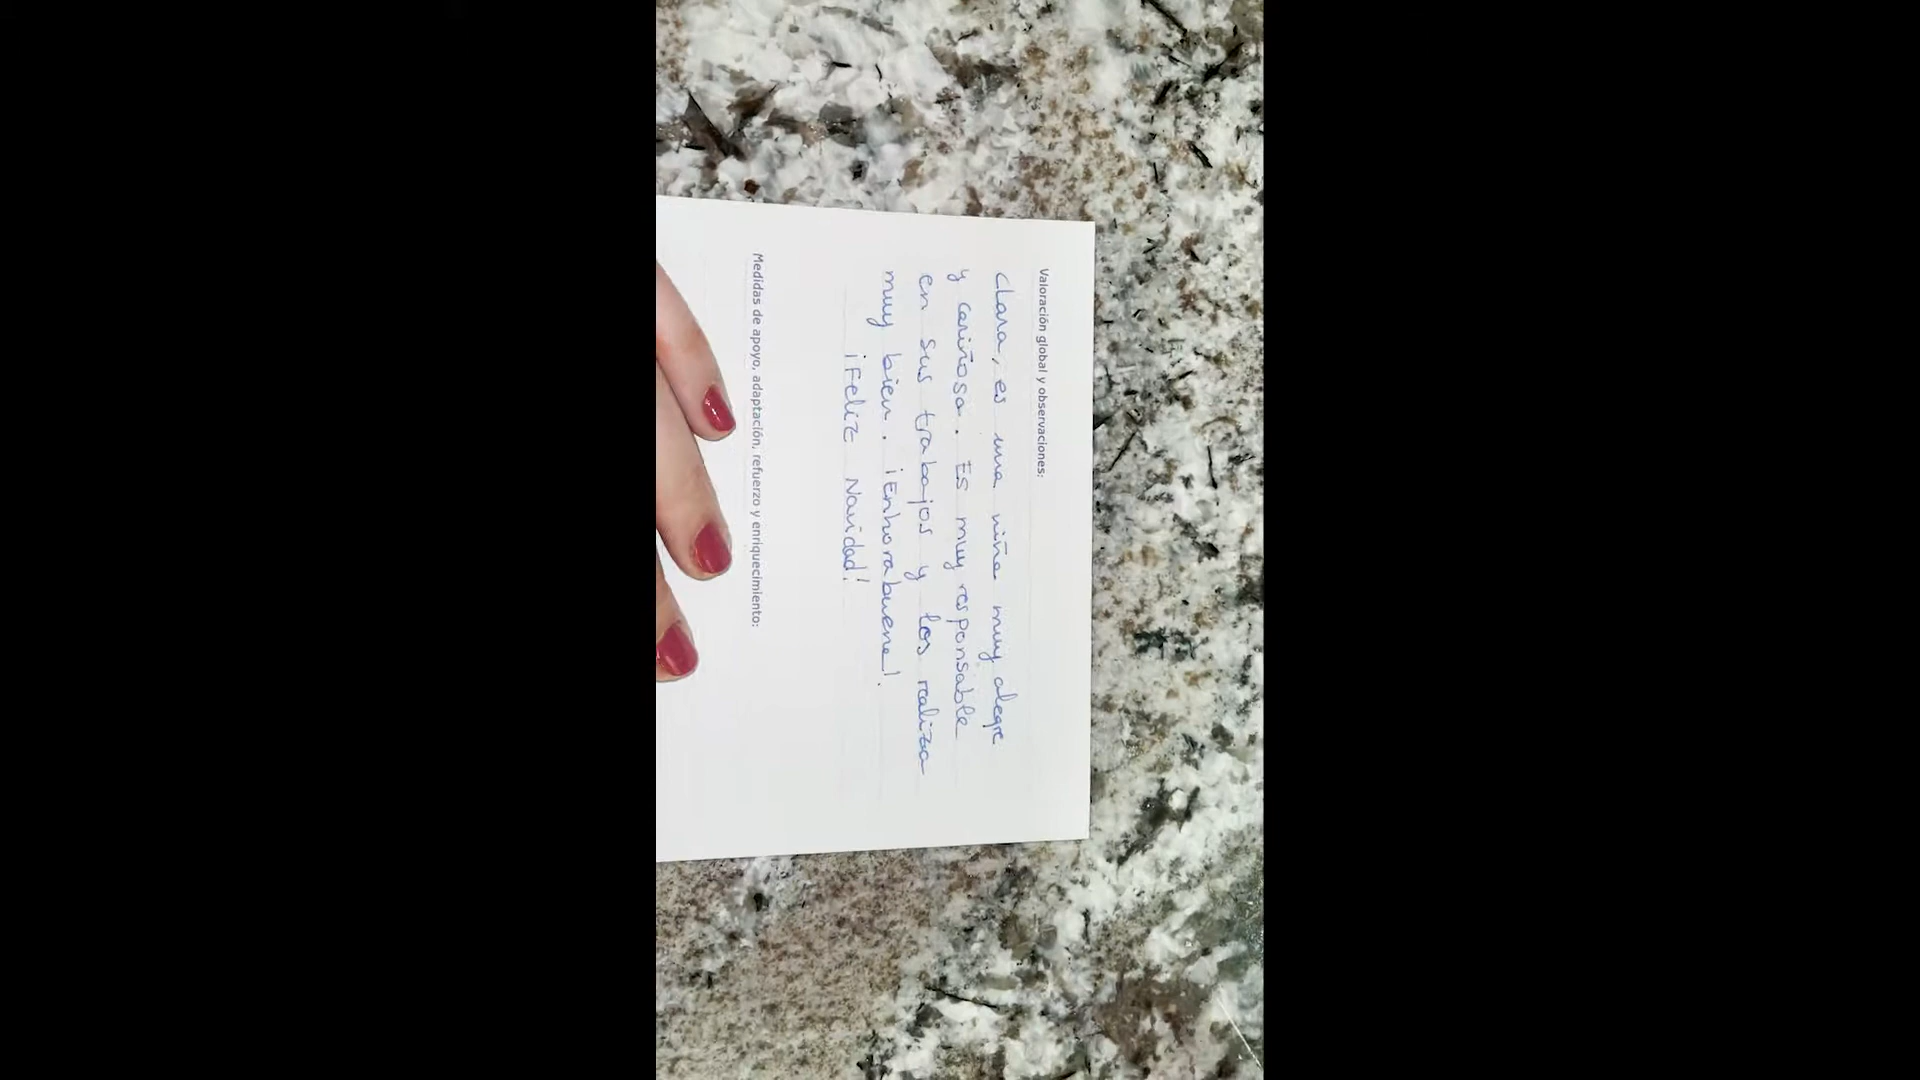 Valoración global y observaciones:
Clara, es una niña muy alegre
y cariñosa. Es muy responsable
en sus trabajos y los realiza
muy bien. ¡Enhorabuena!.
¡Feliz Navidad!
Medidas de apoyo, adaptación, refuerzo y enriquecimiento: